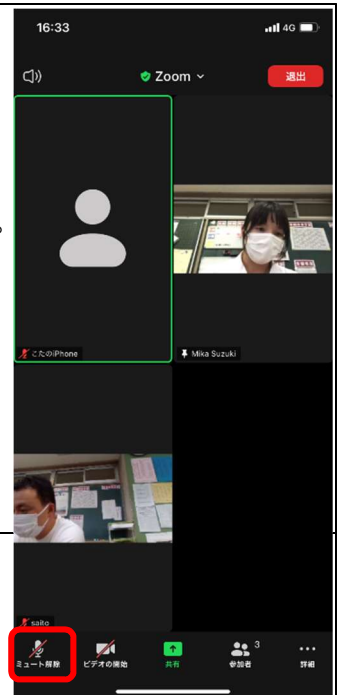 16:33
4G
Zoom
退出
こたのiPhone
Mika Suzuki
saito
ミュート解除
ビデオの開始
共有
3
参加者
詳細